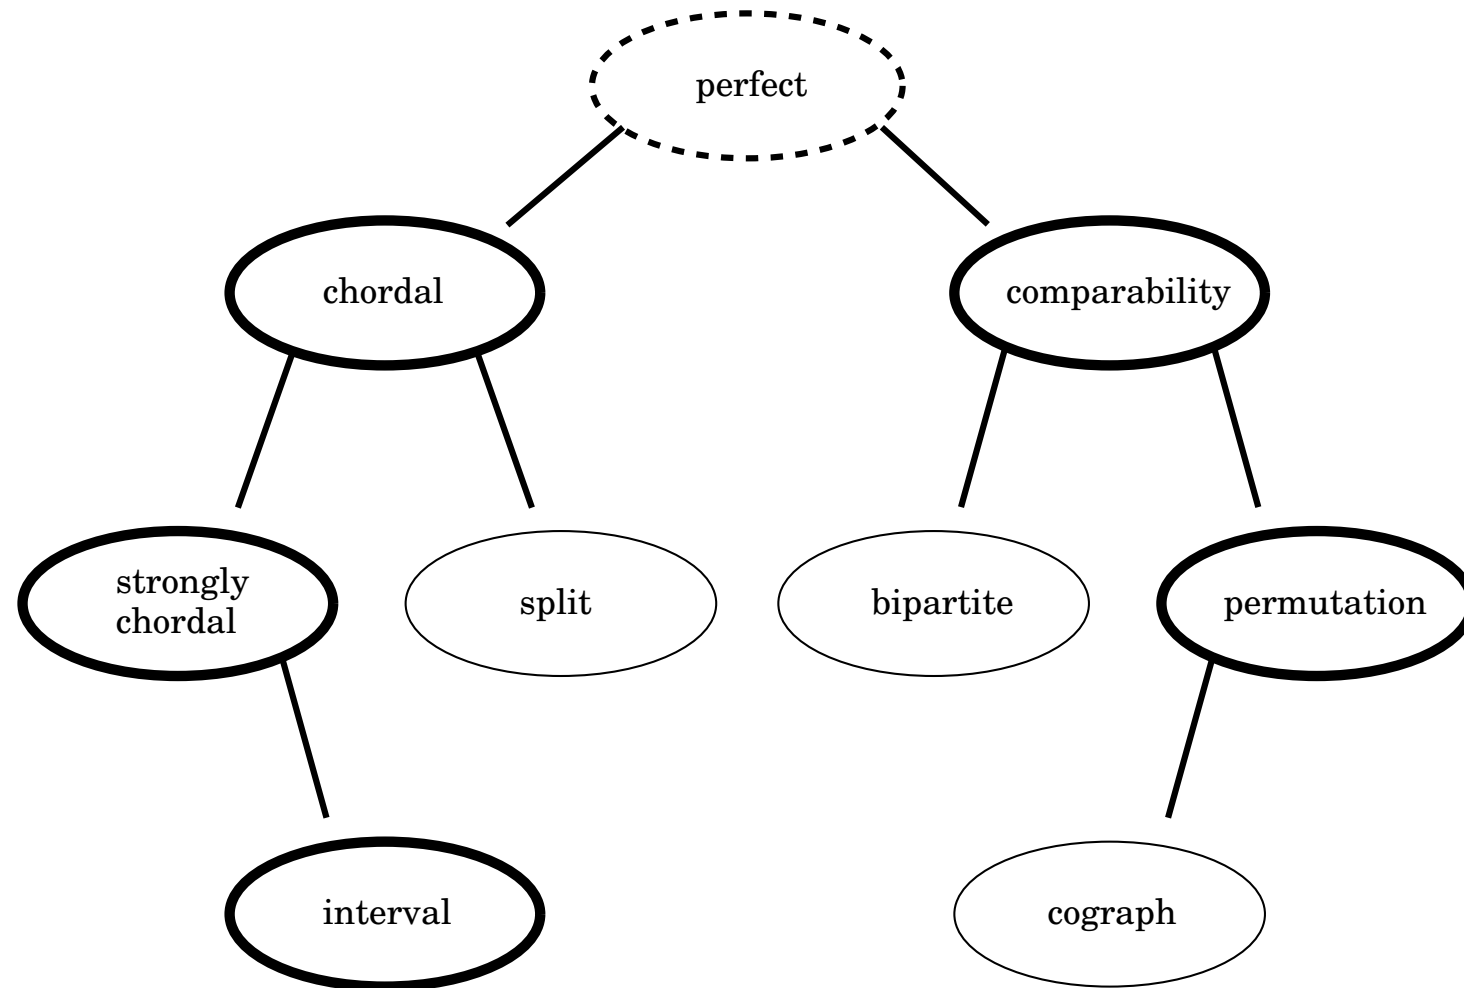 perfect
chordal
comparability
strongly
chordal
split
bipartite
permutation
interval
cograph